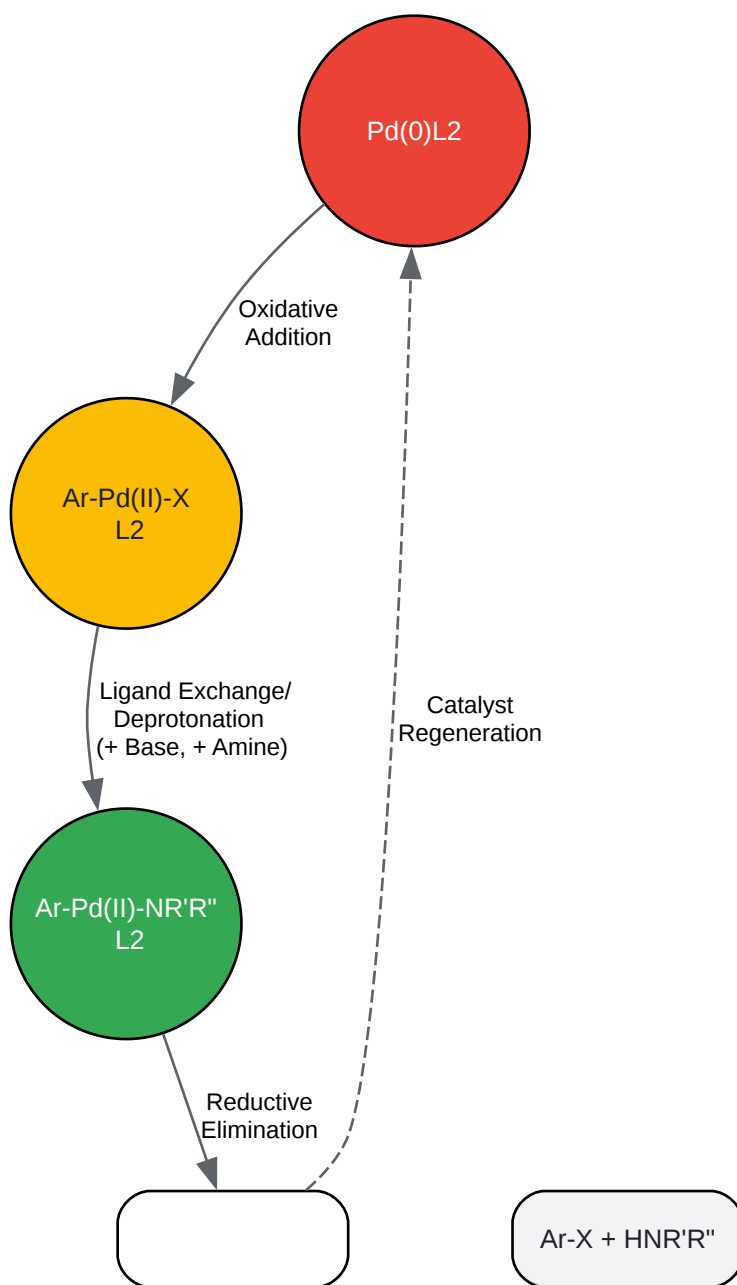 Pd(0)L2
Oxidative
Addition
Ar-Pd(II)-X
L2
Ligand Exchange/
Deprotonation
(+ Base, + Amine)
Catalyst
Regeneration
Ar-Pd(II)-NR'R"
L2
Reductive
Elimination
Ar-X + HNR'R"